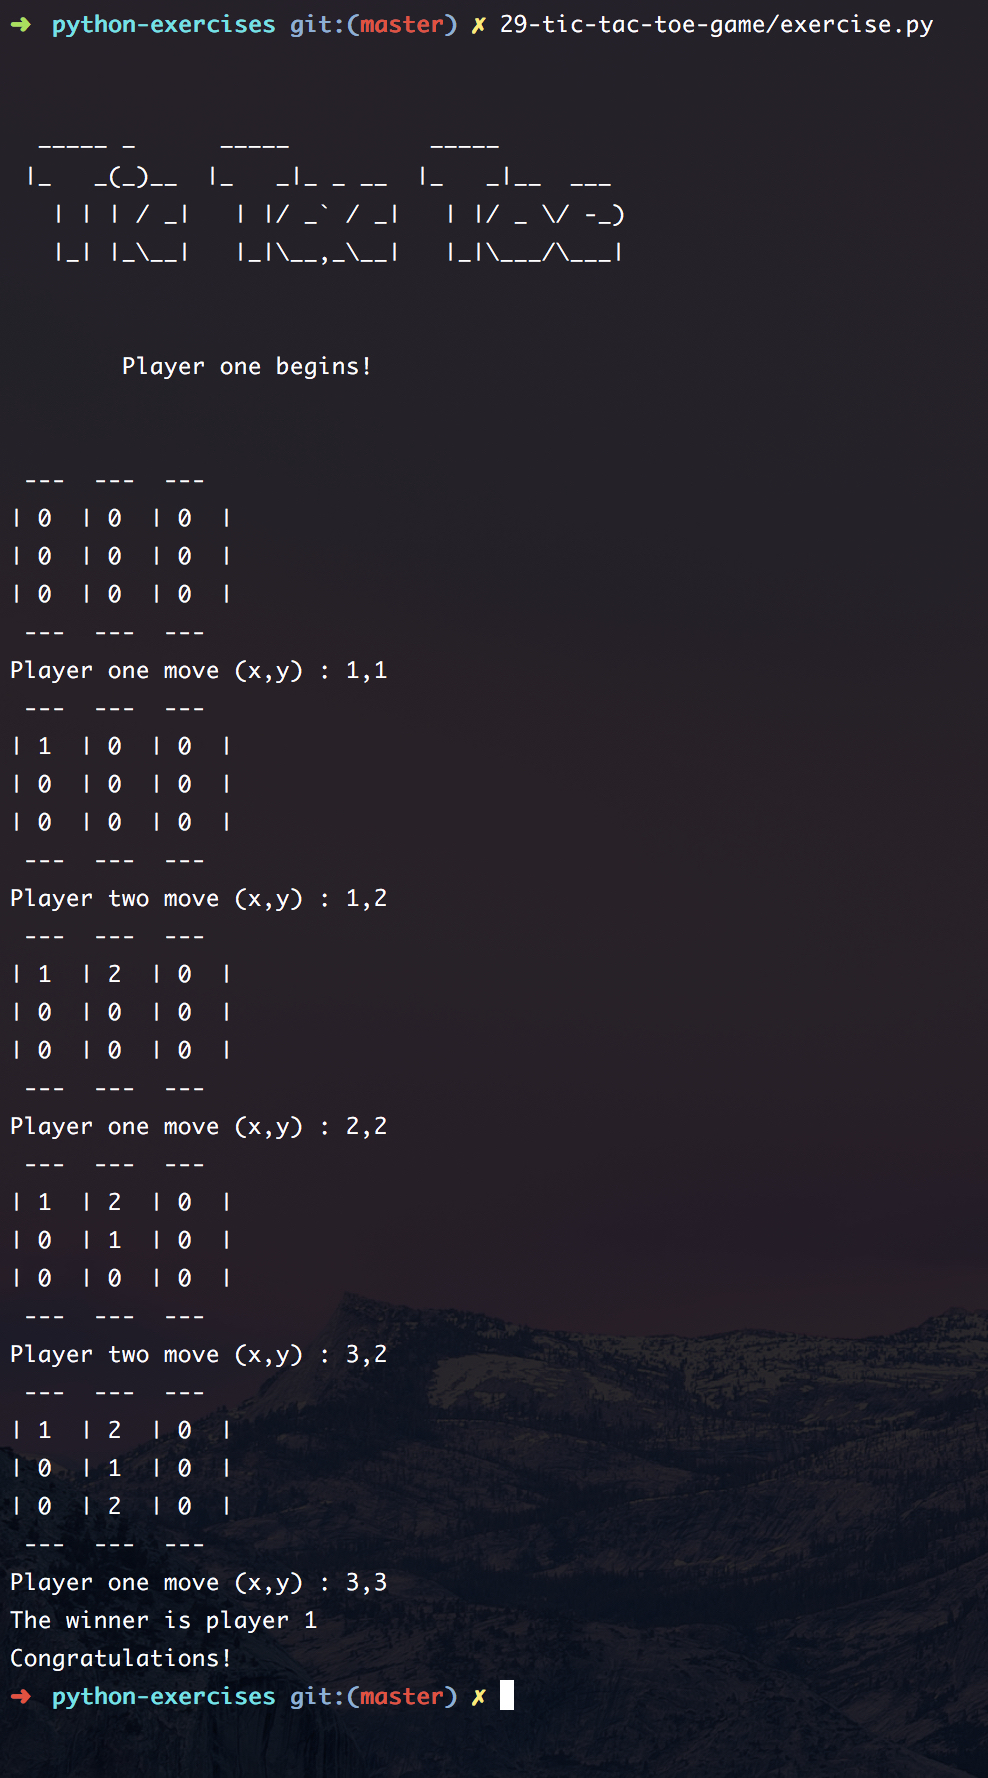 ➜  python-exercises git:(master) ✗ 29-tic-tac-toe-game/exercise.py
  _____ _      _____          _____
 |_   _(_)__  |_   _|_ _ __  |_   _|__  ___
   | | | / _|   | |/ _` / _|   | |/ _ \/ -_)
   |_| |_\__|   |_|\__,_\__|   |_|\___/\___|
        Player one begins!
 ---  ---  ---
| 0  | 0  | 0  |
| 0  | 0  | 0  |
| 0  | 0  | 0  |
 ---  ---  ---
Player one move (x,y) : 1,1
 ---  ---  ---
| 1  | 0  | 0  |
| 0  | 0  | 0  |
| 0  | 0  | 0  |
 ---  ---  ---
Player two move (x,y) : 1,2
 ---  ---  ---
| 1  | 2  | 0  |
| 0  | 0  | 0  |
| 0  | 0  | 0  |
 ---  ---  ---
Player one move (x,y) : 2,2
 ---  ---  ---
| 1  | 2  | 0  |
| 0  | 1  | 0  |
| 0  | 0  | 0  |
 ---  ---  ---
Player two move (x,y) : 3,2
 ---  ---  ---
| 1  | 2  | 0  |
| 0  | 1  | 0  |
| 0  | 2  | 0  |
 ---  ---  ---
Player one move (x,y) : 3,3
The winner is player 1
Congratulations!
➜  python-exercises git:(master) ✗